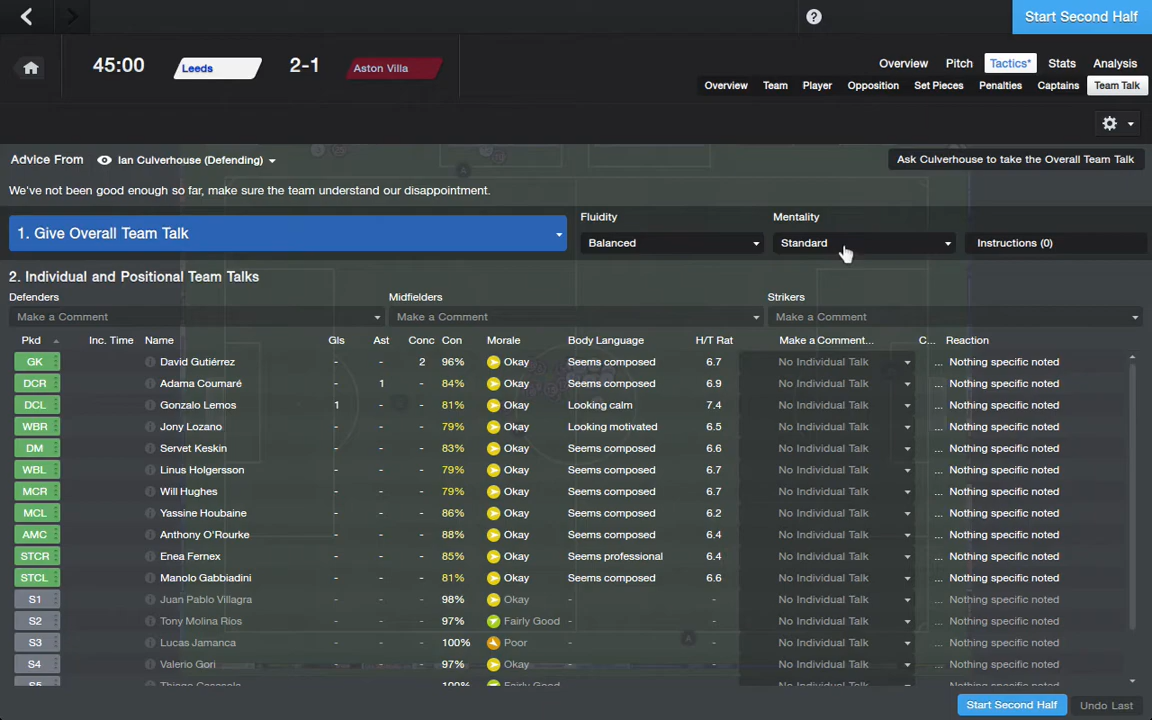 Start Second Half
45:00 Leeds 2-1 Aston Villa
Overview Pitch Tactics* Stats Analysis
Overview Team Player Opposition Set Pieces Penalties Captains Team Talk
Advice From Ian Culverhouse (Defending) Ask Culverhouse to take the Overall Team Talk
We've not been good enough so far, make sure the team understand our disappointment.
Fluidity Mentality
1. Give Overall Team Talk Balanced Standard Instructions (0)
2. Individual and Positional Team Talks
Defenders Midfielders Strikers
Make a Comment Make a Comment Make a Comment
Pkd Inc. Time Name Gls Ast Conc Con Morale Body Language H/T Rat Make a Comment... C... Reaction
GK David Gutiérrez - - 2 96% Okay Seems composed 6.7 No Individual Talk ... Nothing specific noted
DCR Adama Coumaré - 1 - 84% Okay Seems composed 6.9 No Individual Talk ... Nothing specific noted
DCL Gonzalo Lemos 1 - - 81% Okay Looking calm 7.4 No Individual Talk ... Nothing specific noted
WBR Jony Lozano - - - 79% Okay Looking motivated 6.5 No Individual Talk ... Nothing specific noted
DM Servet Keskin - - - 83% Okay Seems composed 6.6 No Individual Talk ... Nothing specific noted
WBL Linus Holgersson - - - 79% Okay Seems composed 6.7 No Individual Talk ... Nothing specific noted
MCR Will Hughes - - - 79% Okay Seems composed 6.7 No Individual Talk ... Nothing specific noted
MCL Yassine Houbaine - - - 86% Okay Seems composed 6.2 No Individual Talk ... Nothing specific noted
AMC Anthony O'Rourke - - - 88% Okay Seems composed 6.4 No Individual Talk ... Nothing specific noted
STCR Enea Fernex - - - 85% Okay Seems professional 6.4 No Individual Talk ... Nothing specific noted
STCL Manolo Gabbiadini - - - 81% Okay Seems composed 6.6 No Individual Talk ... Nothing specific noted
S1 Juan Pablo Villagra - - - 98% Okay - - No Individual Talk ... Nothing specific noted
S2 Tony Molina Rios - - - 97% Fairly Good - - No Individual Talk ... Nothing specific noted
S3 Lucas Jamanca - - - 100% Poor - - No Individual Talk ... Nothing specific noted
S4 Valerio Gori - - - 97% Okay - - No Individual Talk ... Nothing specific noted
S5 100% Fairly Good
Start Second Half Undo Last